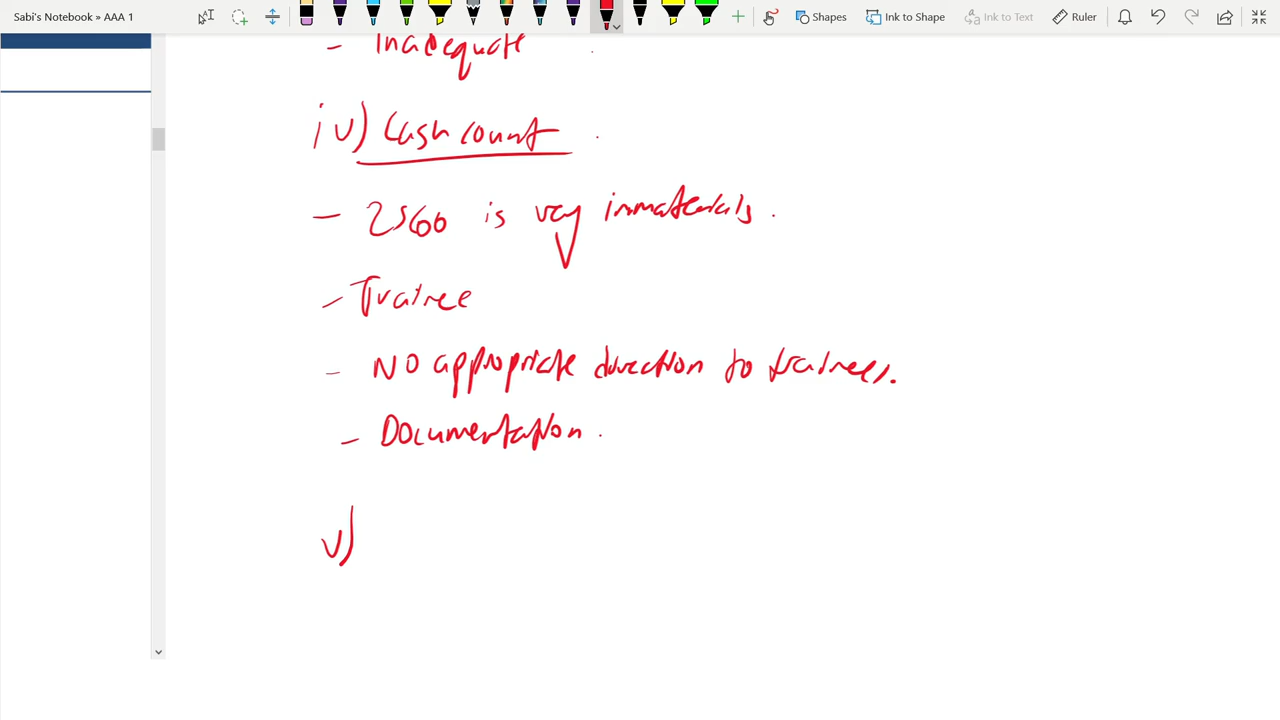 Sabi's Notebook » AAA 1
Shapes
Ink to Shape
Ink to Text
Ruler
- Inadequate .
iv) Cash count .
- 2560 is very immaterials .
- Trainee
- NO appropriate direction to trainees.
- Documentation .
v)